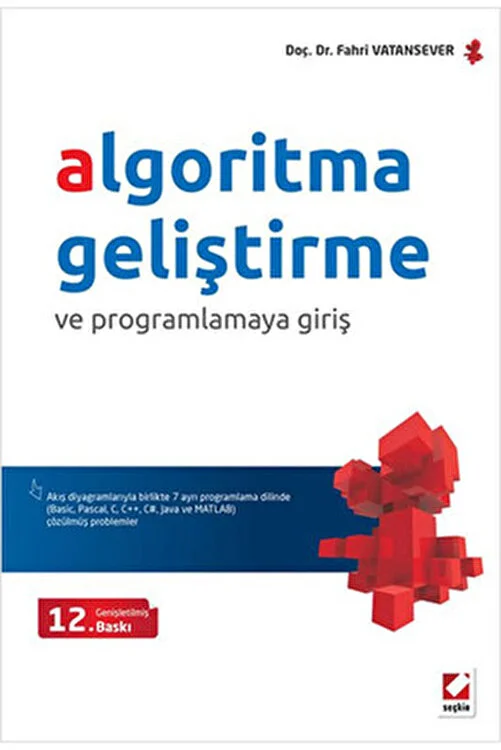 Doç. Dr. Fahri VATANSEVER
algoritma
geliştirme
ve programlamaya giriş
Akış diyagramlarıyla birlikte 7 ayrı programlama dilinde
(Basic, Pascal, C, C++, C#, Java ve MATLAB)
çözülmüş problemler
12. Genişletilmiş
Baskı
seçkin